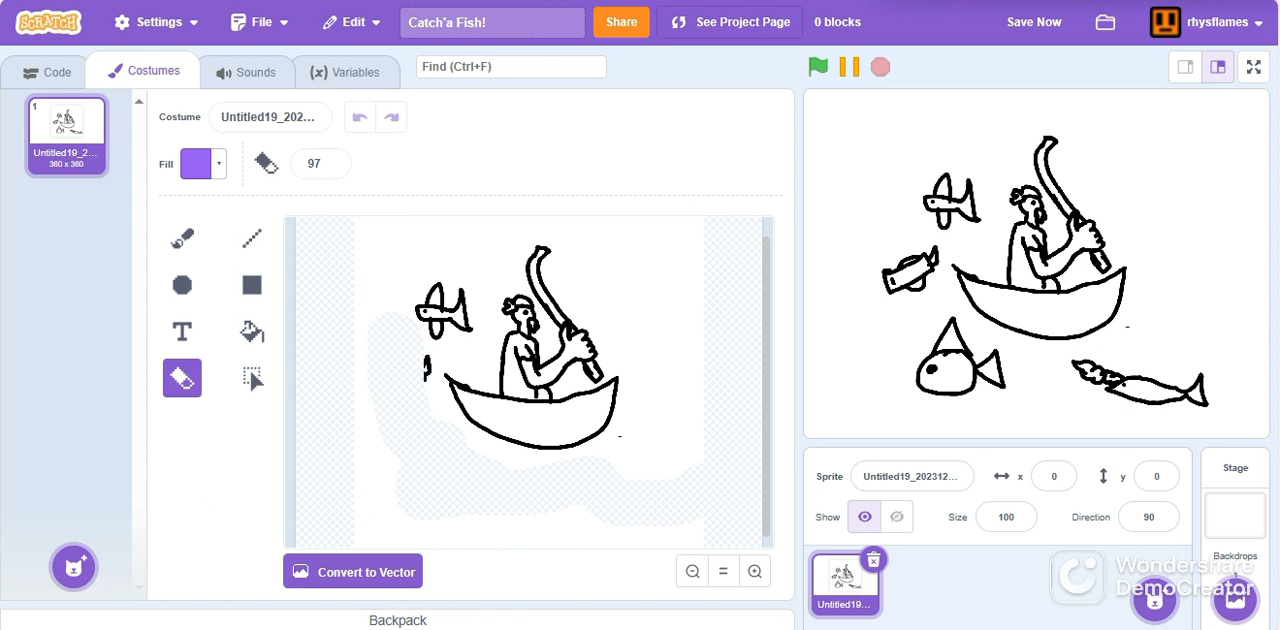 SCRATCH Settings File Edit Catch'a Fish! Share See Project Page 0 blocks Save Now rhysflames
Code Costumes Sounds (x) Variables Find (Ctrl+F)
1
Untitled19_2...
360 x 360
Costume Untitled19_202...
Fill 97
T
Convert to Vector
Backpack
Sprite Untitled19_202312... x 0 y 0
Show Size 100 Direction 90
Untitled19...
Stage
Backdrops
Wondershare
DemoCreator